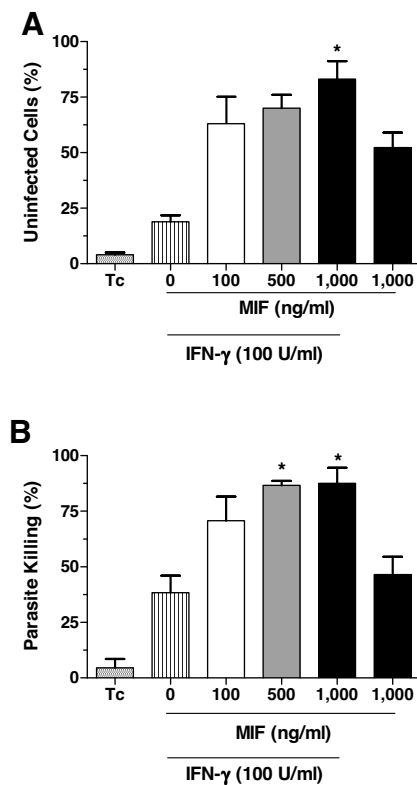 A
Uninfected Cells (%)
100
75
50
25
0
*
Tc 0 100 500 1,000 1,000
MIF (ng/ml)
IFN-γ (100 U/ml)
B
Parasite Killing (%)
100
75
50
25
0
* *
Tc 0 100 500 1,000 1,000
MIF (ng/ml)
IFN-γ (100 U/ml)